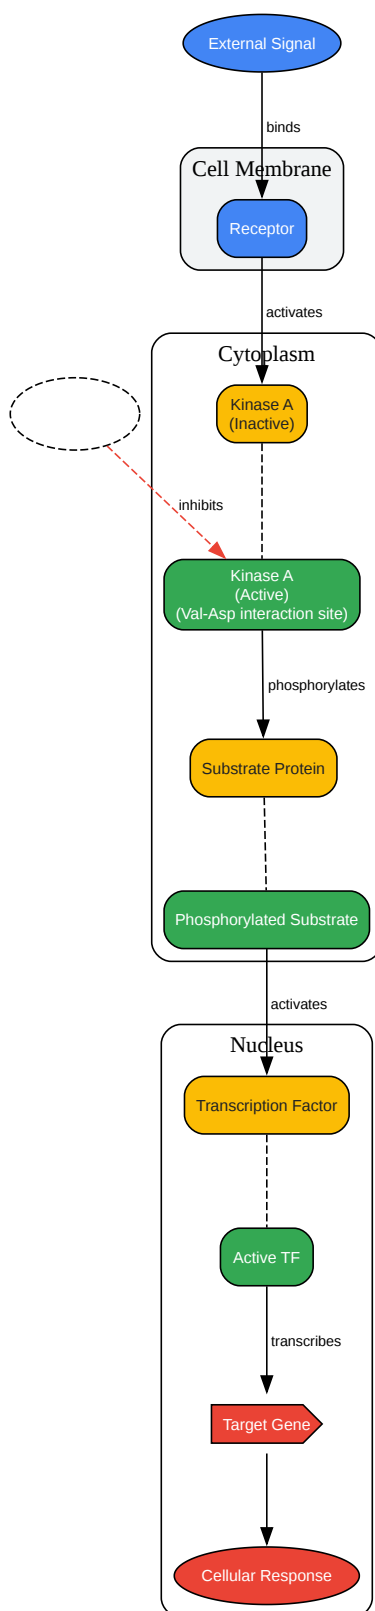 External Signal
binds
Cell Membrane
Receptor
activates
Cytoplasm
Kinase A
(Inactive)
inhibits
Kinase A
(Active)
(Val-Asp interaction site)
phosphorylates
Substrate Protein
Phosphorylated Substrate
activates
Nucleus
Transcription Factor
Active TF
transcribes
Target Gene
Cellular Response